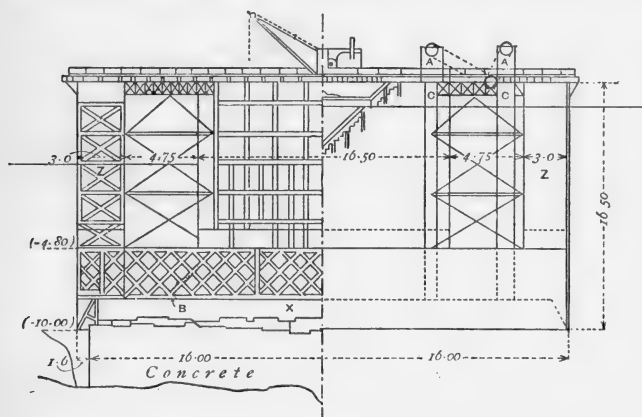 A A
C C
3.0 4.75 16.50 4.75 3.0
Z Z
16.50
(-4.80)
B X
(-10.00)
1.6 16.00 16.00
Concrete